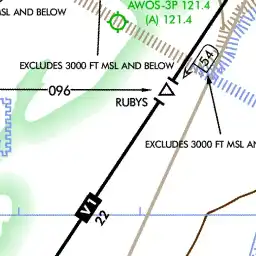 AWOS-3P 121.4
(A) 121.4
MSL AND BELOW
EXCLUDES 3000 FT MSL AND BELOW
54
096
RUBYS
EXCLUDES 3000 FT MSL AN
V1
22